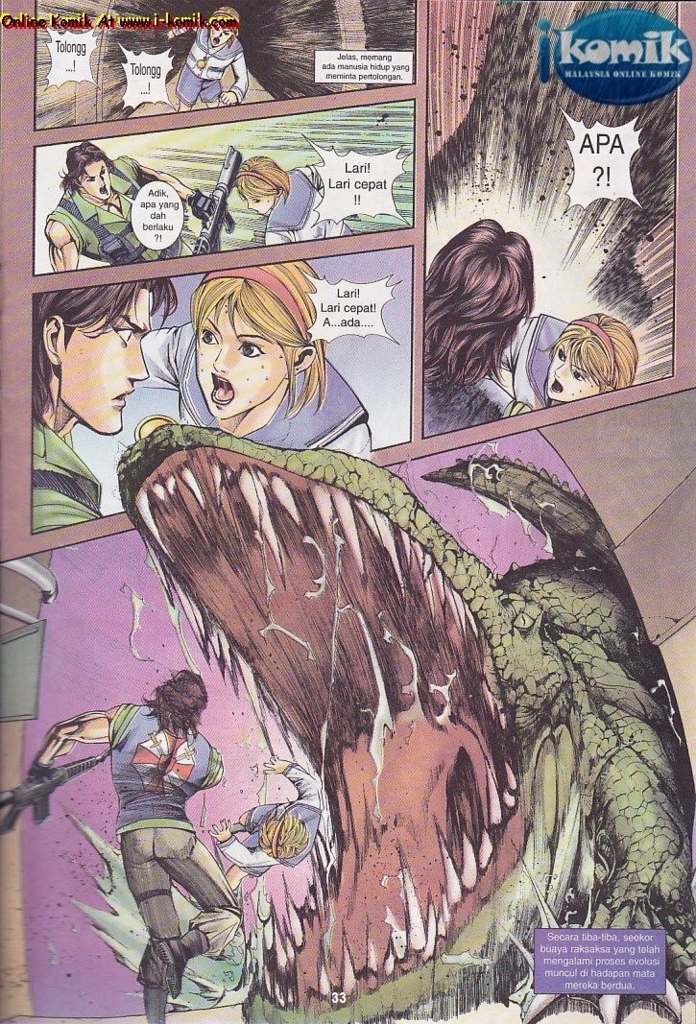 Online Komik At www.i-komik.com
Tolongg
...!
Tolongg
...!
Jelas, memang
ada manusia hidup yang
meminta pertolongan.
ikomik
MALAYSIA ONLINE KOMIK
Adik,
apa yang
dah
berlaku
?!
Lari!
Lari cepat
!!
Lari!
Lari cepat!
A...ada....
APA
?!
Secara tiba-tiba, seekor
buaya raksaksa yang telah
mengalami proses evolusi
muncul di hadapan mata
mereka berdua.
33